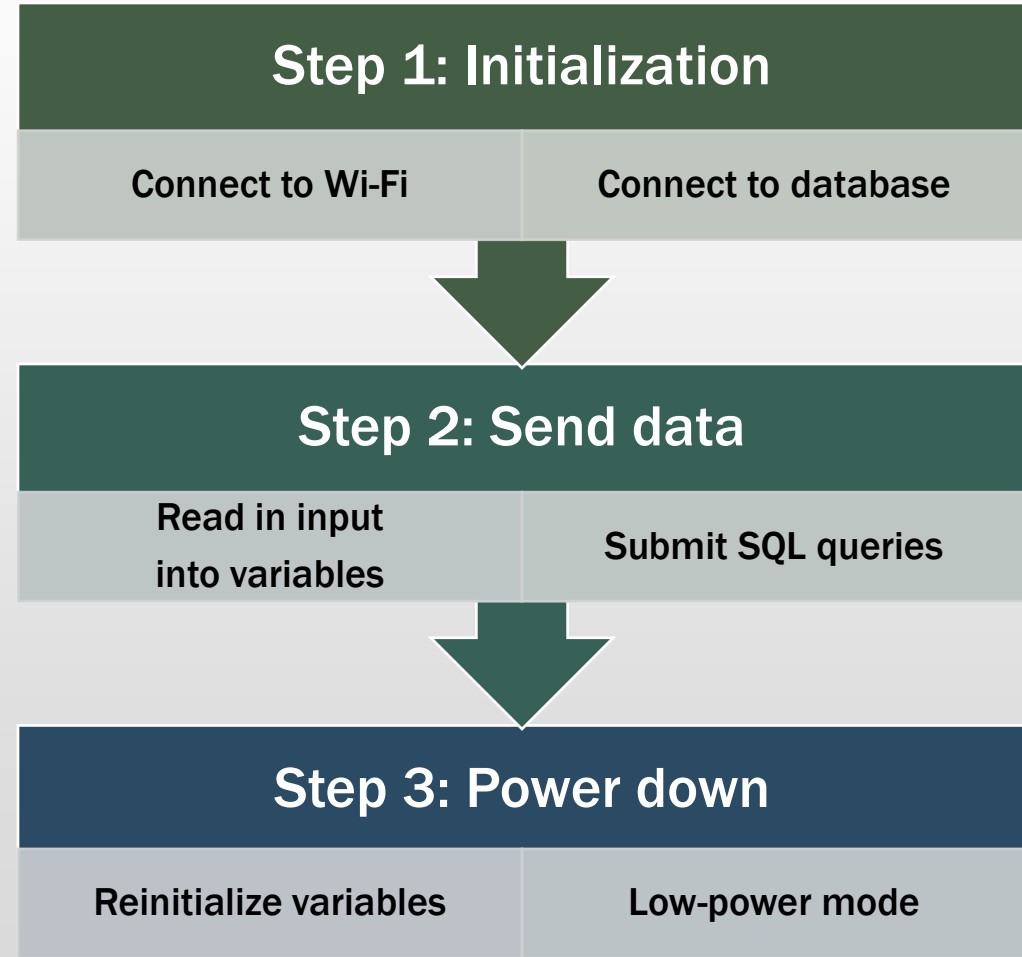 Step 1: Initialization
Connect to Wi-Fi
Connect to database
Step 2: Send data
Read in input
into variables
Submit SQL queries
Step 3: Power down
Reinitialize variables
Low-power mode